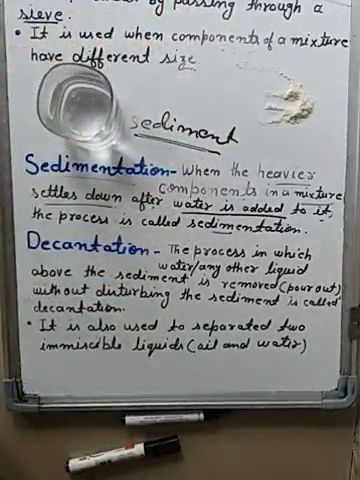 by passing through a
sieve.
• It is used when components of a mixture
have different size.
sediment
Sedimentation - When the heavier
components in a mixture
settles down after water is added to it,
the process is called sedimentation.
Decantation - The process in which
water/any other liquid
above the sediment is removed (pour out)
without disturbing the sediment is called
decantation.
• It is also used to separated two
immiscible liquids (oil and water)